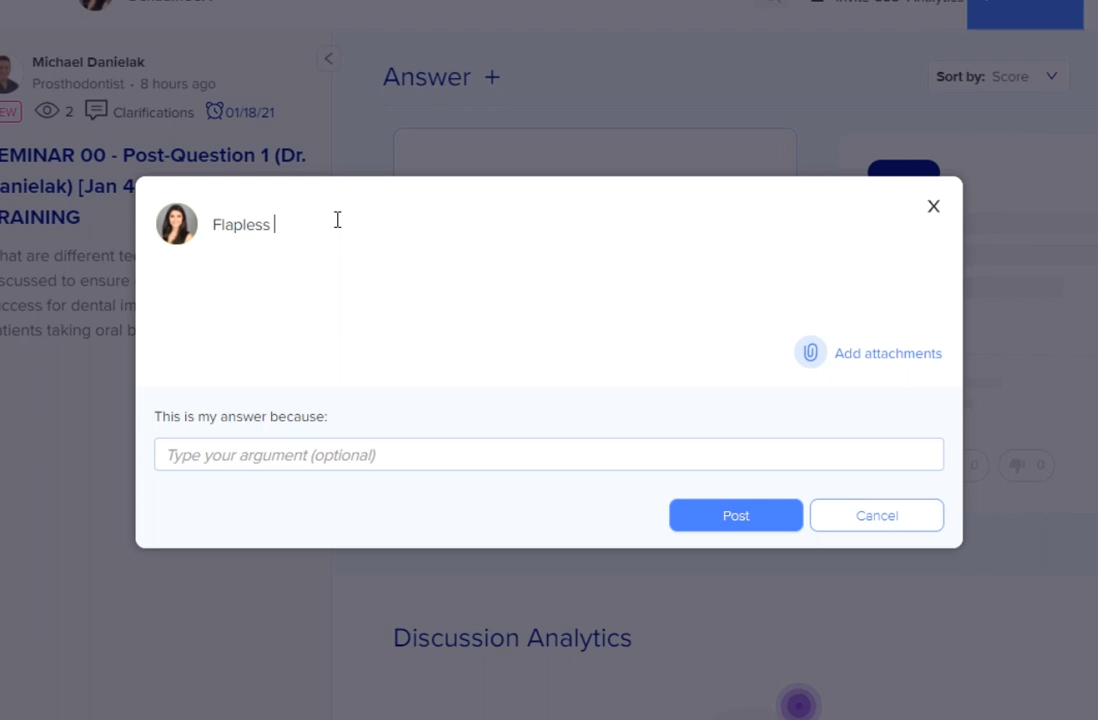 Michael Danielak
Prosthodontist · 8 hours ago
2 Clarifications 01/18/21
EMINAR 00 - Post-Question 1 (Dr.
anielak) [Jan 4
RAINING
hat are different te
scussed to ensure
ccess for dental im
atients taking oral b
Answer +
Sort by: Score
Flapless
X
Add attachments
This is my answer because:
Type your argument (optional)
Post
Cancel
0
0
Discussion Analytics